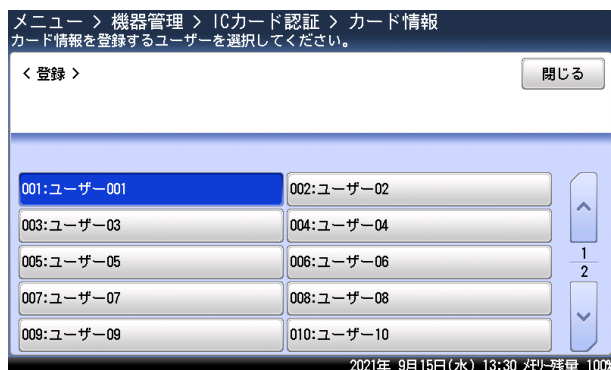 メニュー > 機器管理 > ICカード認証 > カード情報
カード情報を登録するユーザーを選択してください。
< 登録 >
閉じる
001:ユーザー001
002:ユーザー02
003:ユーザー03
004:ユーザー04
005:ユーザー05
006:ユーザー06
007:ユーザー07
008:ユーザー08
009:ユーザー09
010:ユーザー10
1
2
2021年 9月15日(水) 13:30 メモリー残量 100%